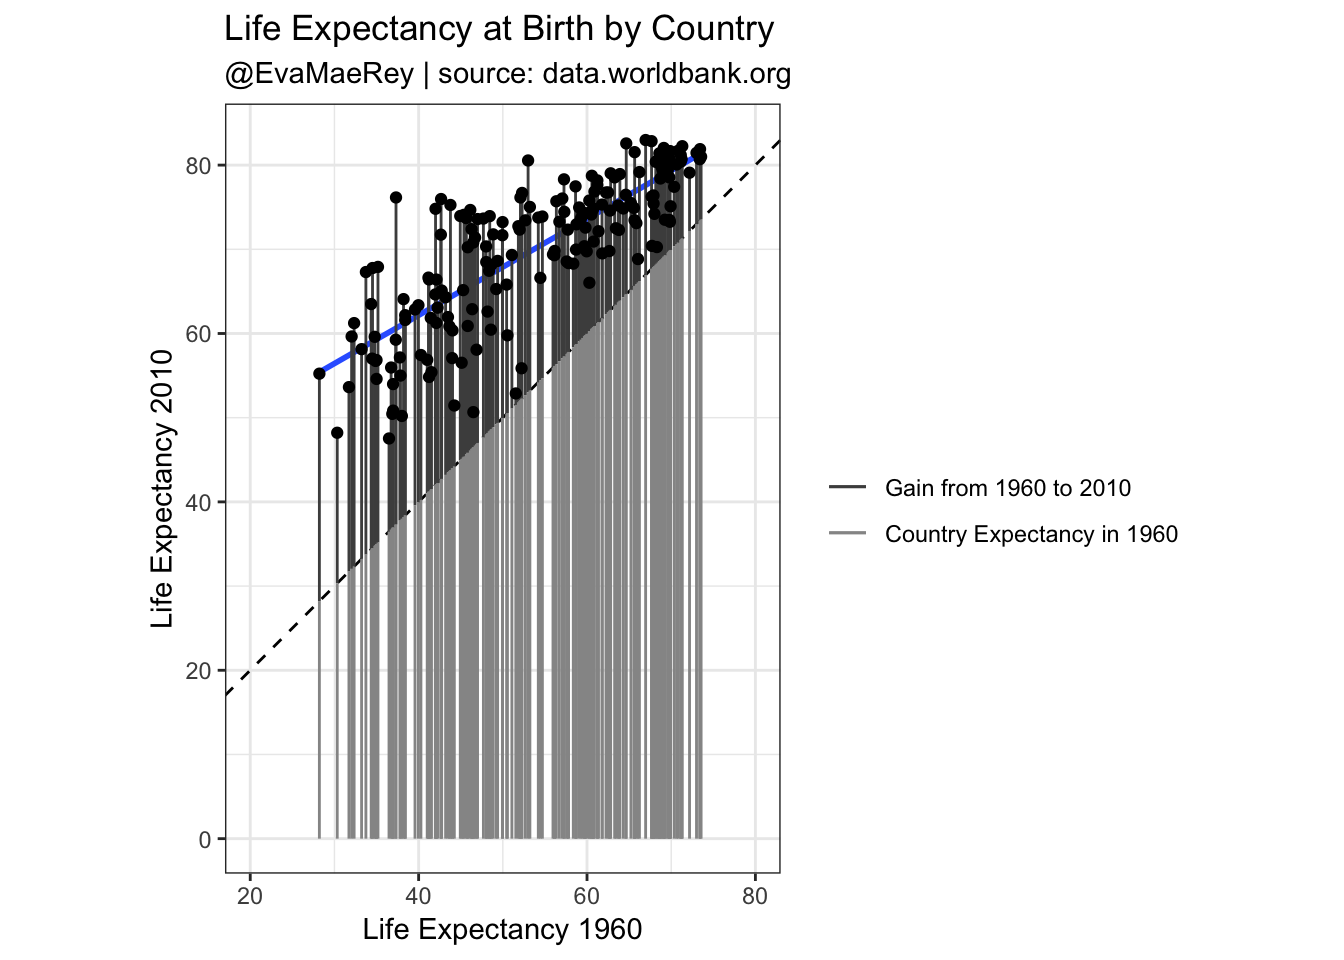 Life Expectancy at Birth by Country
@EvaMaeRey | source: data.worldbank.org
80
60
40
20
0
Life Expectancy 2010
20
40
60
80
Life Expectancy 1960
Gain from 1960 to 2010
Country Expectancy in 1960